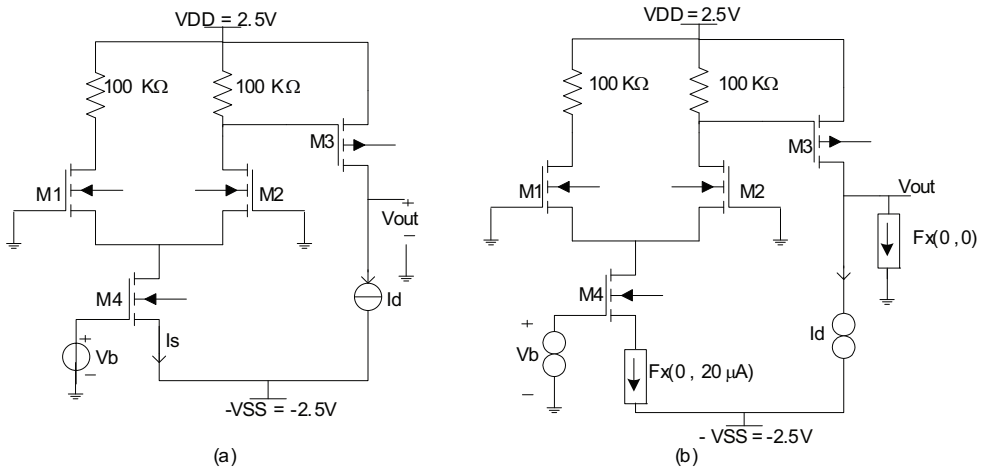 VDD = 2.5V
100 KΩ
100 KΩ
M3
M1
M2
+
Vout
–
M4
Id
+
Vb
–
Is
-VSS = -2.5V
(a)
VDD = 2.5V
100 KΩ
100 KΩ
M3
M1
M2
Vout
Fx(0 , 0)
M4
+
Vb
–
Id
Fx(0 , 20 μA)
- VSS = -2.5V
(b)